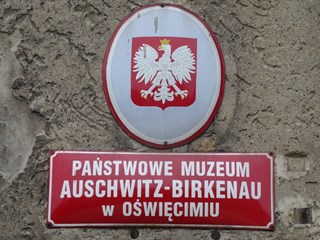 PAŃSTWOWE MUZEUM
AUSCHWITZ-BIRKENAU
w OŚWIĘCIMIU